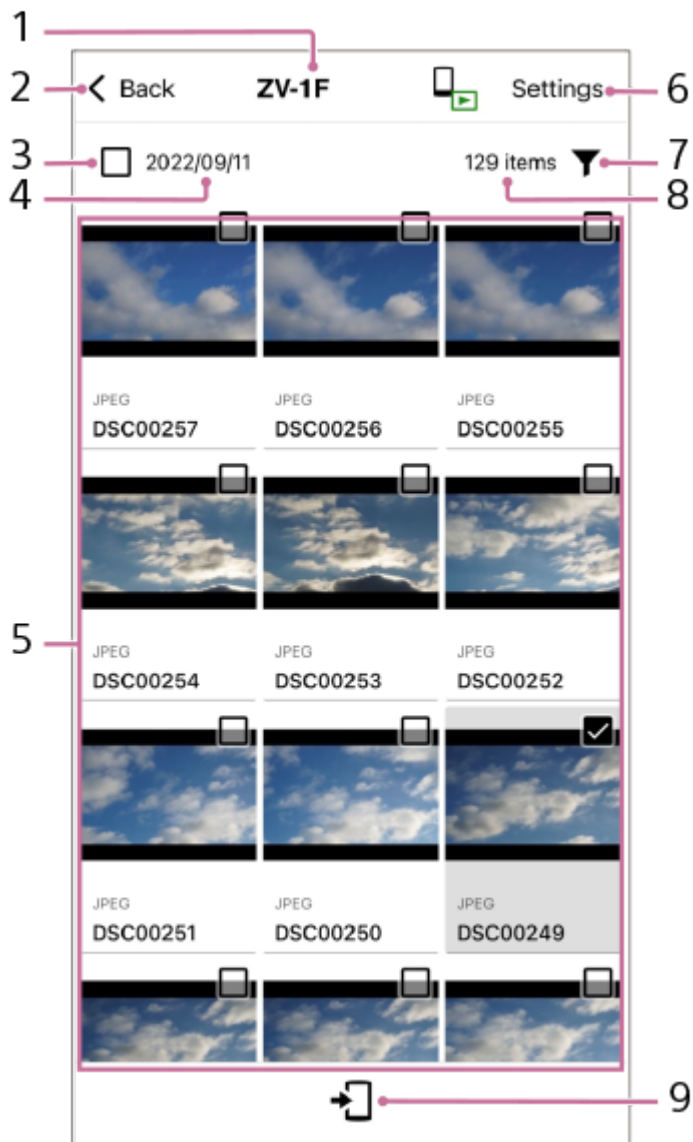 1
2 Back ZV-1F Settings 6
3 2022/09/11 129 items 7
4 8
JPEG JPEG JPEG
DSC00257 DSC00256 DSC00255
5
JPEG JPEG JPEG
DSC00254 DSC00253 DSC00252
JPEG JPEG JPEG
DSC00251 DSC00250 DSC00249
9